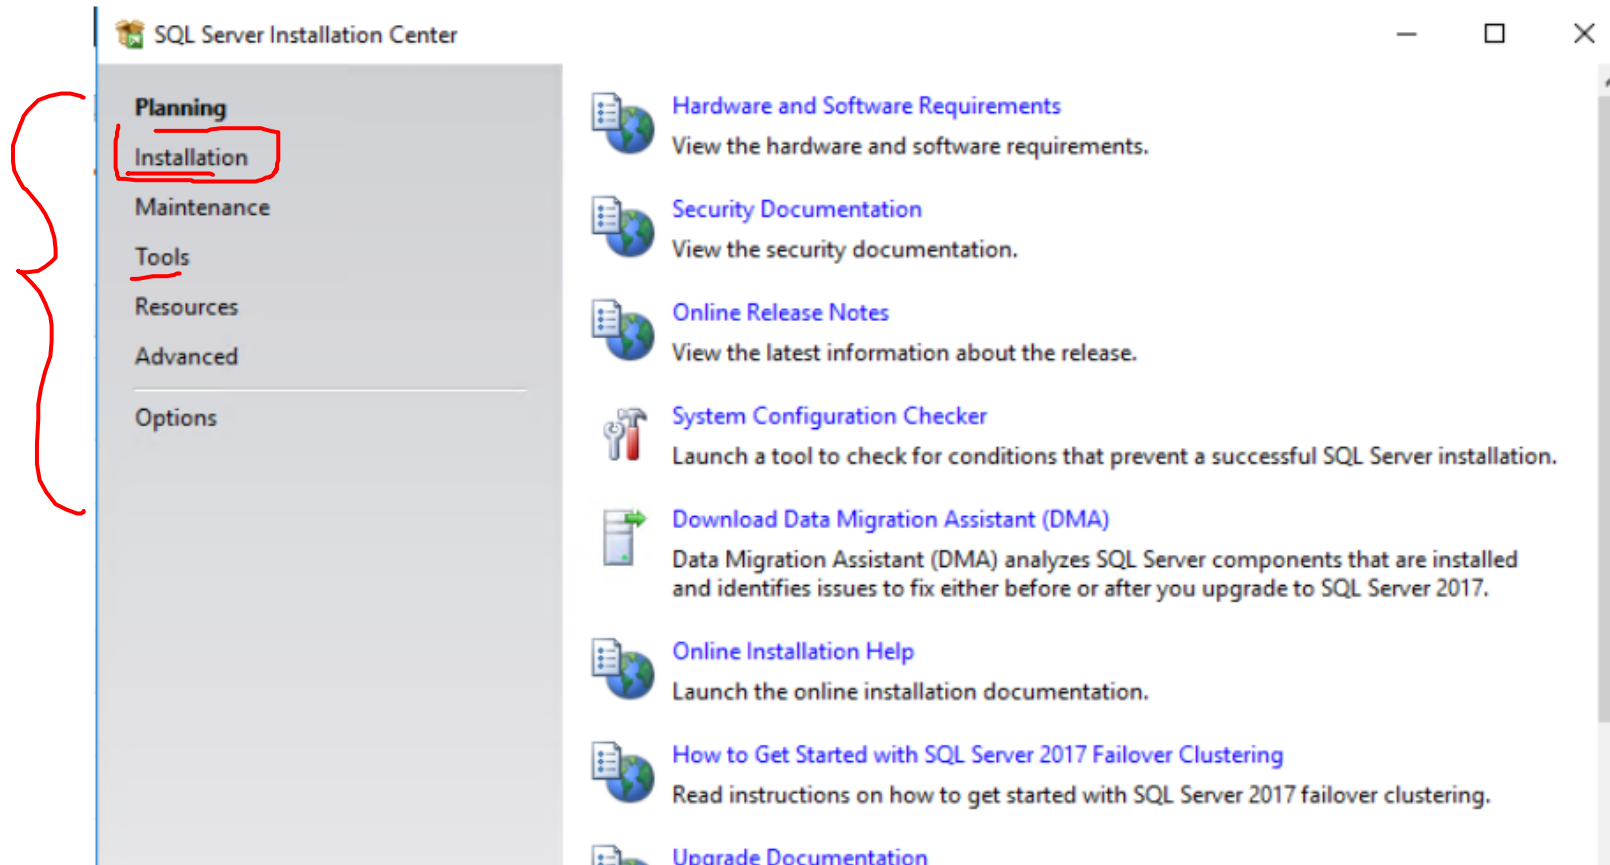 SQL Server Installation Center
Planning
Installation
Maintenance
Tools
Resources
Advanced
Options
Hardware and Software Requirements
View the hardware and software requirements.
Security Documentation
View the security documentation.
Online Release Notes
View the latest information about the release.
System Configuration Checker
Launch a tool to check for conditions that prevent a successful SQL Server installation.
Download Data Migration Assistant (DMA)
Data Migration Assistant (DMA) analyzes SQL Server components that are installed
and identifies issues to fix either before or after you upgrade to SQL Server 2017.
Online Installation Help
Launch the online installation documentation.
How to Get Started with SQL Server 2017 Failover Clustering
Read instructions on how to get started with SQL Server 2017 failover clustering.
Upgrade Documentation